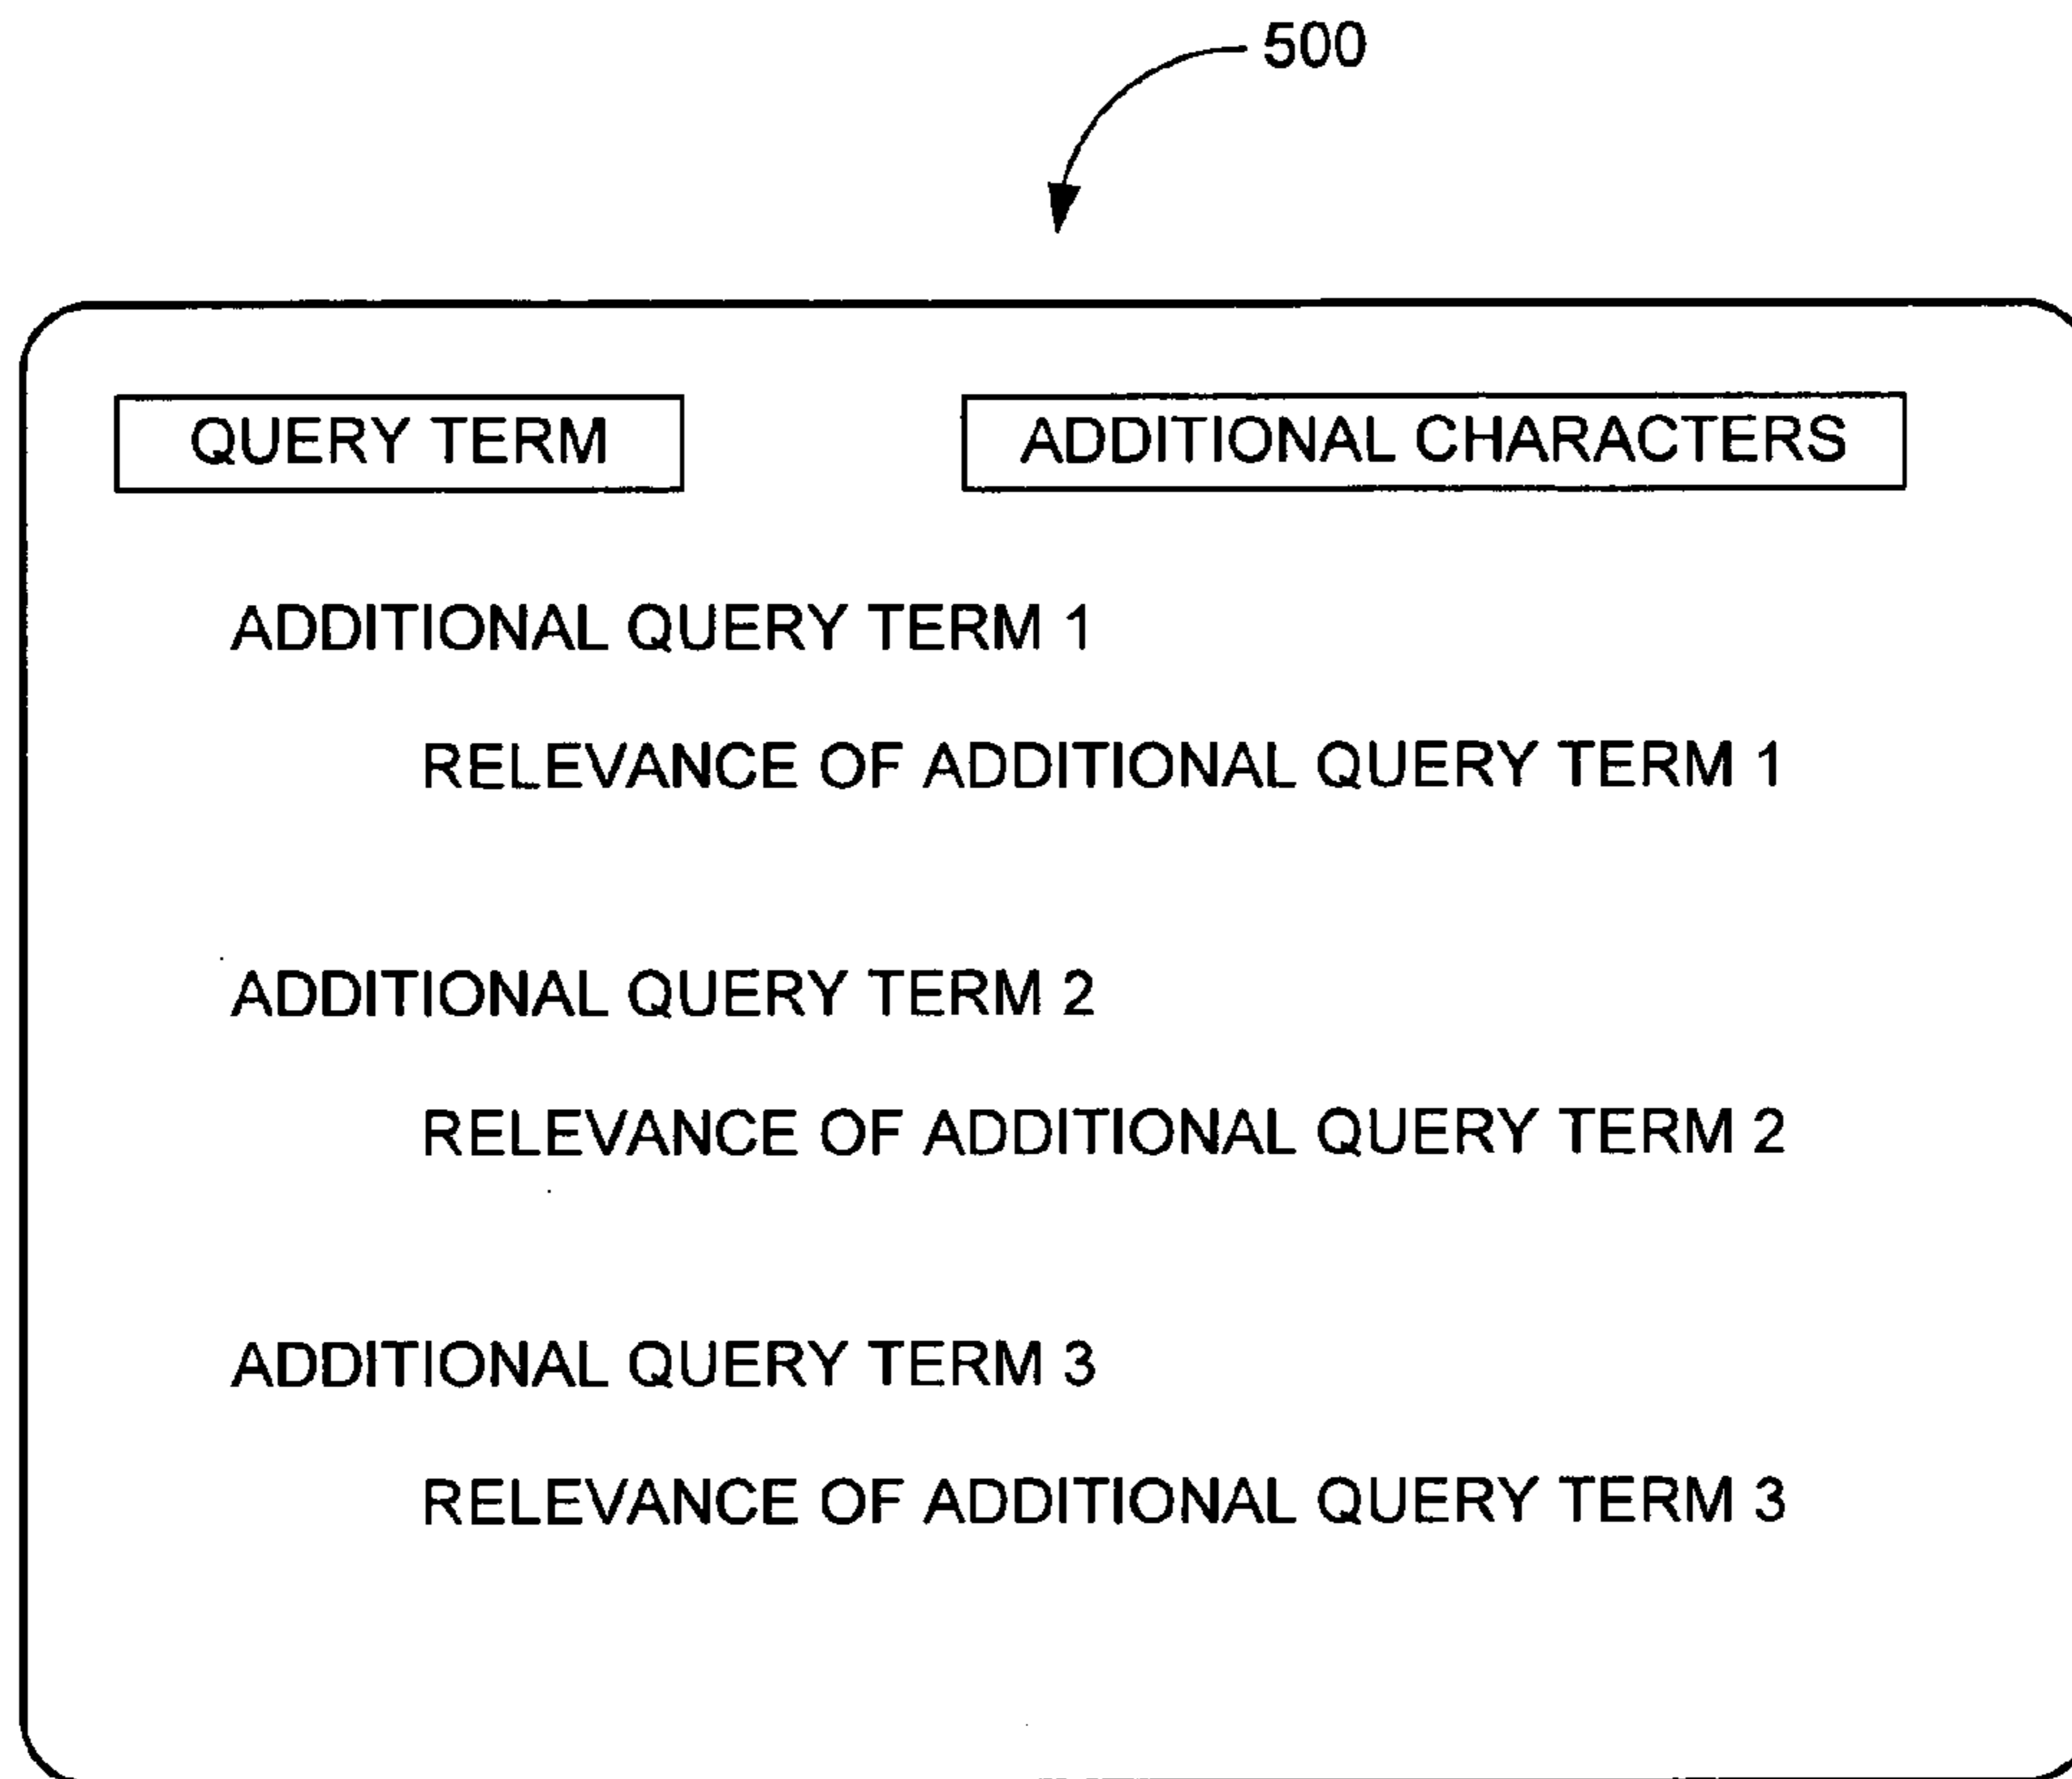 500
QUERY TERM
ADDITIONAL CHARACTERS
ADDITIONAL QUERY TERM 1
RELEVANCE OF ADDITIONAL QUERY TERM 1
ADDITIONAL QUERY TERM 2
RELEVANCE OF ADDITIONAL QUERY TERM 2
ADDITIONAL QUERY TERM 3
RELEVANCE OF ADDITIONAL QUERY TERM 3